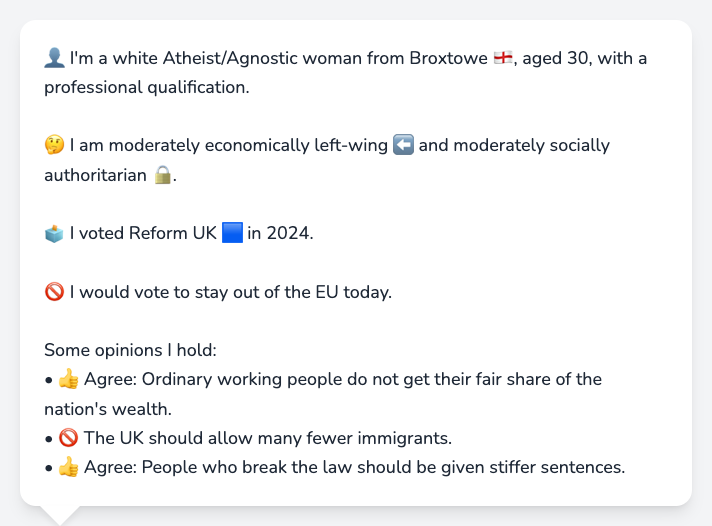 👤 I'm a white Atheist/Agnostic woman from Broxtowe 🏴󠁧󠁢󠁥󠁮󠁧󠁿, aged 30, with a
professional qualification.
🤔 I am moderately economically left-wing ⬅️ and moderately socially
authoritarian 🔒.
🗳️ I voted Reform UK 🟦 in 2024.
🚫 I would vote to stay out of the EU today.
Some opinions I hold:
• 👍 Agree: Ordinary working people do not get their fair share of the
nation's wealth.
• 🚫 The UK should allow many fewer immigrants.
• 👍 Agree: People who break the law should be given stiffer sentences.